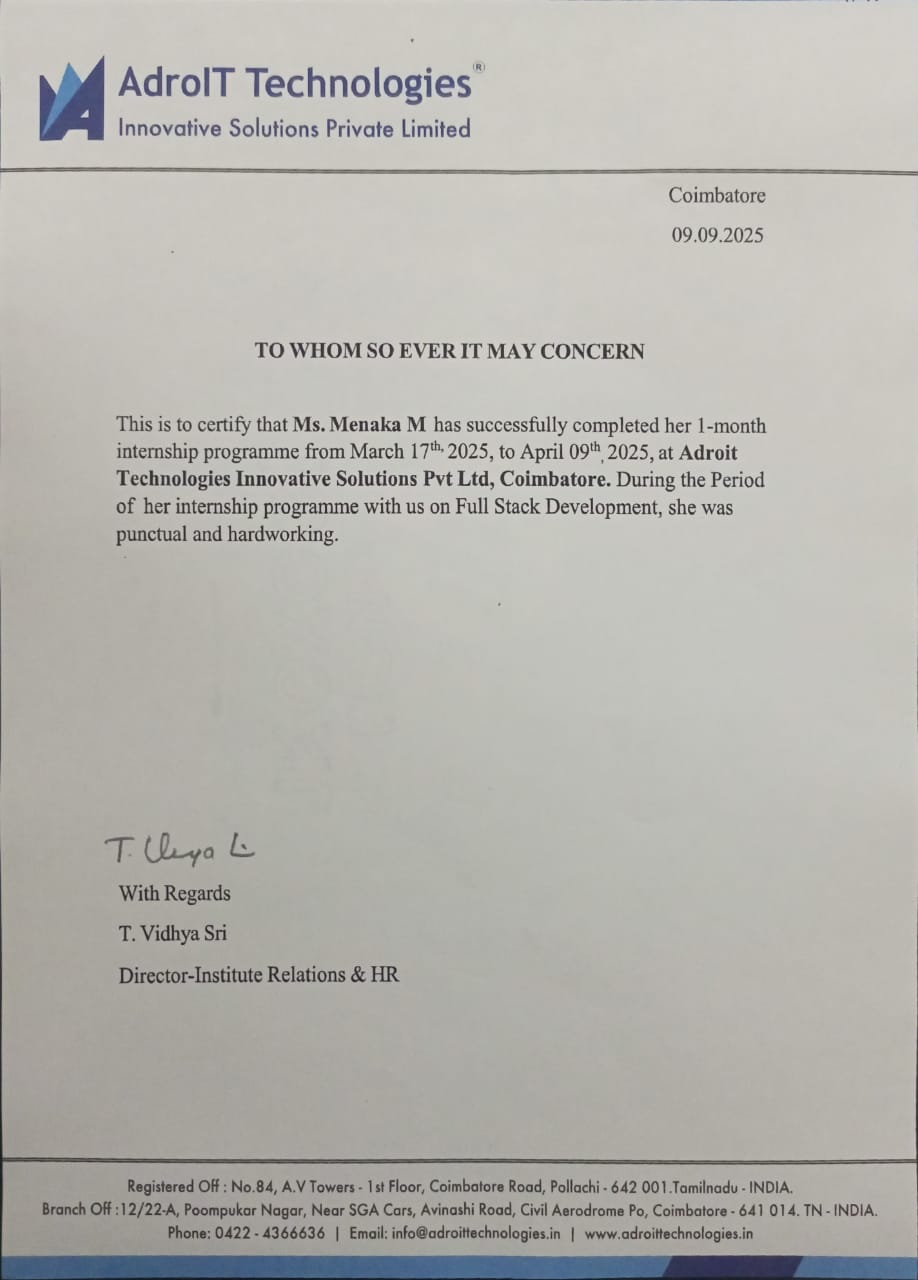 AdroIT Technologies®
Innovative Solutions Private Limited
Coimbatore
09.09.2025
TO WHOM SO EVER IT MAY CONCERN
This is to certify that Ms. Menaka M has successfully completed her 1-month
internship programme from March 17th, 2025, to April 09th, 2025, at Adroit
Technologies Innovative Solutions Pvt Ltd, Coimbatore. During the Period
of her internship programme with us on Full Stack Development, she was
punctual and hardworking.
With Regards
T. Vidhya Sri
Director-Institute Relations & HR
Registered Off : No.84, A.V Towers - 1st Floor, Coimbatore Road, Pollachi - 642 001.Tamilnadu - INDIA.
Branch Off :12/22-A, Poompukar Nagar, Near SGA Cars, Avinashi Road, Civil Aerodrome Po, Coimbatore - 641 014. TN - INDIA.
Phone: 0422 - 4366636 | Email: info@adroittechnologies.in | www.adroittechnologies.in